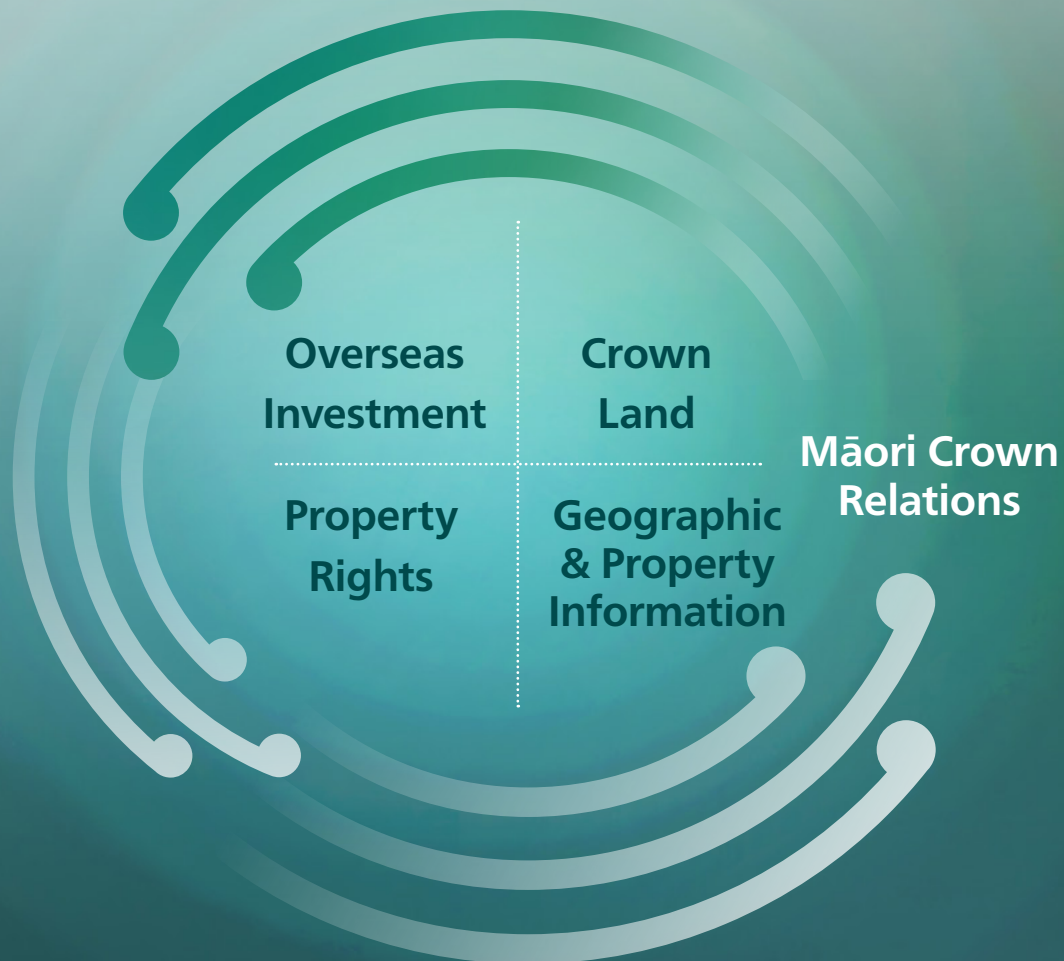 Overseas
Investment
Crown
Land
Māori Crown
Relations
Property
Rights
Geographic
& Property
Information